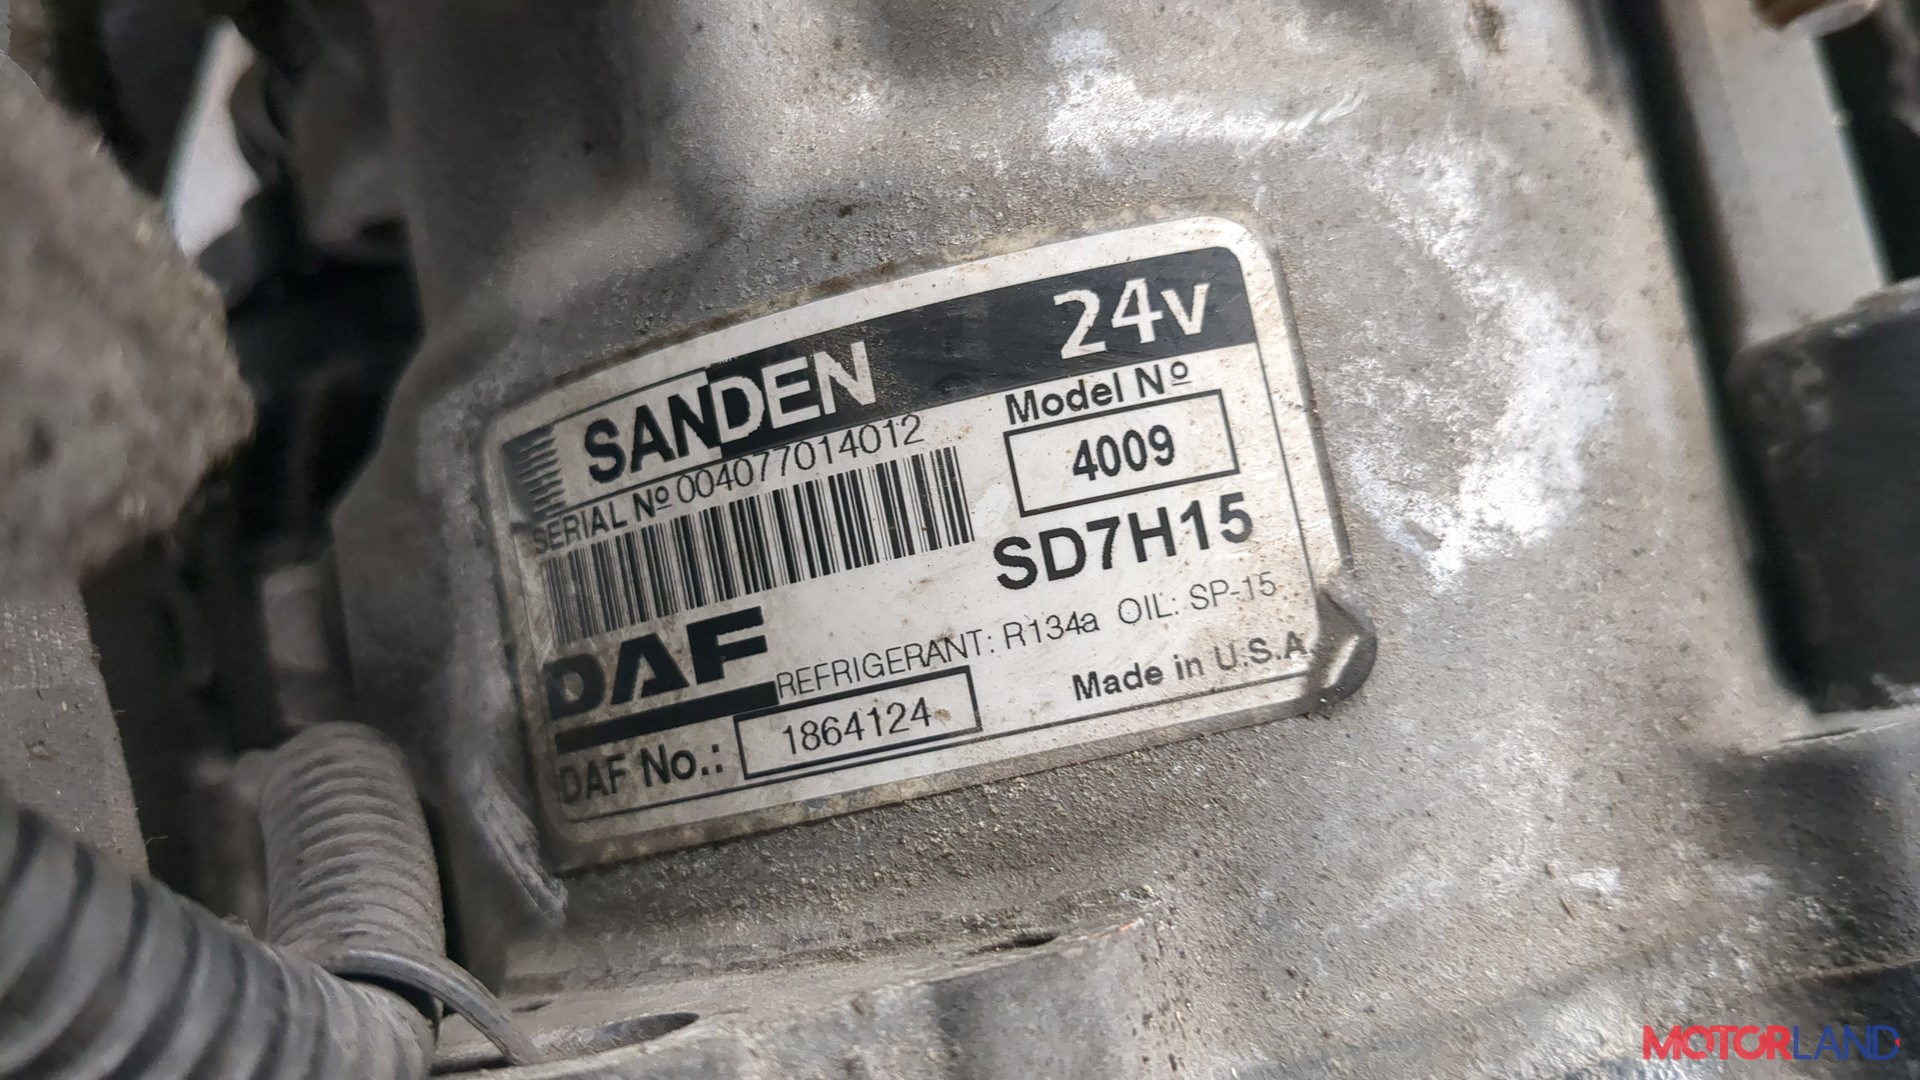 SANDEN 24v
SERIAL Nº 004077014012
Model Nº
4009
SD7H15
DAF
REFRIGERANT: R134a OIL: SP-15
DAF No.: 1864124
Made in U.S.A.
MOTORLAND